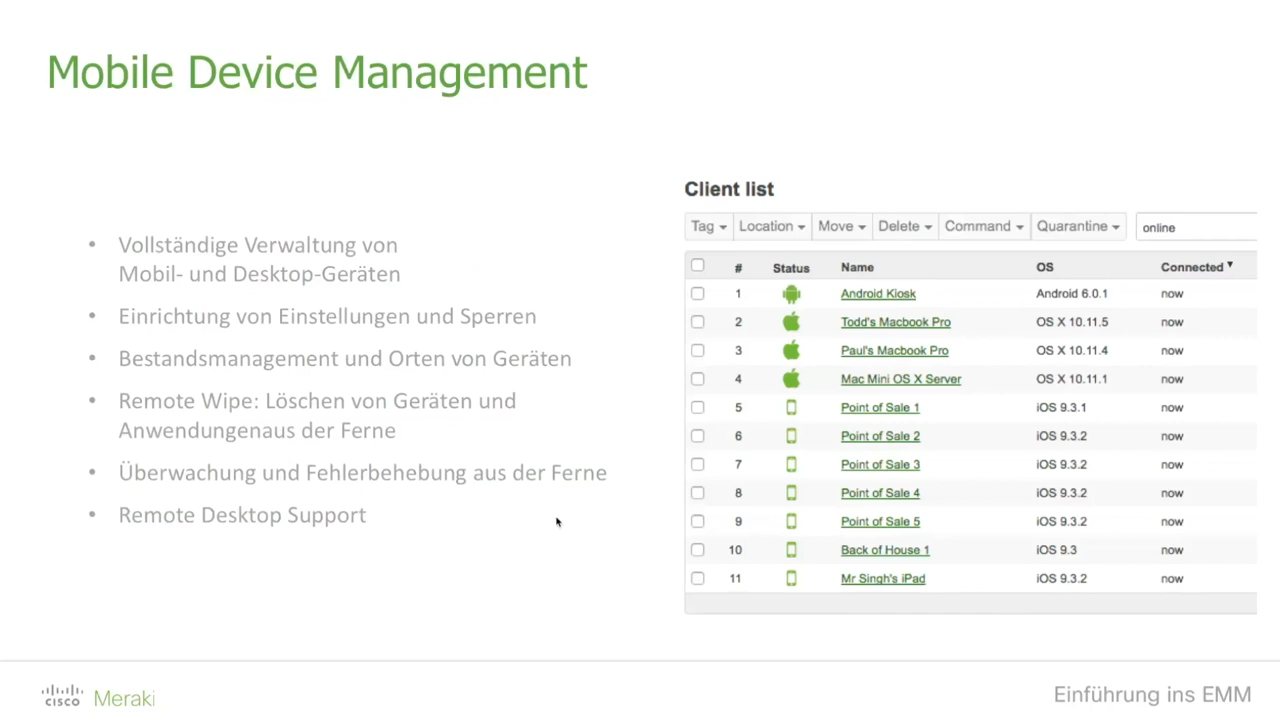 Mobile Device Management
• Vollständige Verwaltung von
Mobil- und Desktop-Geräten
• Einrichtung von Einstellungen und Sperren
• Bestandsmanagement und Orten von Geräten
• Remote Wipe: Löschen von Geräten und
Anwendungenaus der Ferne
• Überwachung und Fehlerbehebung aus der Ferne
• Remote Desktop Support
Client list
Tag Location Move Delete Command Quarantine online
# Status Name OS Connected
1 Android Kiosk Android 6.0.1 now
2 Todd's Macbook Pro OS X 10.11.5 now
3 Paul's Macbook Pro OS X 10.11.4 now
4 Mac Mini OS X Server OS X 10.11.1 now
5 Point of Sale 1 iOS 9.3.1 now
6 Point of Sale 2 iOS 9.3.2 now
7 Point of Sale 3 iOS 9.3.2 now
8 Point of Sale 4 iOS 9.3.2 now
9 Point of Sale 5 iOS 9.3.2 now
10 Back of House 1 iOS 9.3 now
11 Mr Singh's iPad iOS 9.3.2 now
cisco Meraki
Einführung ins EMM